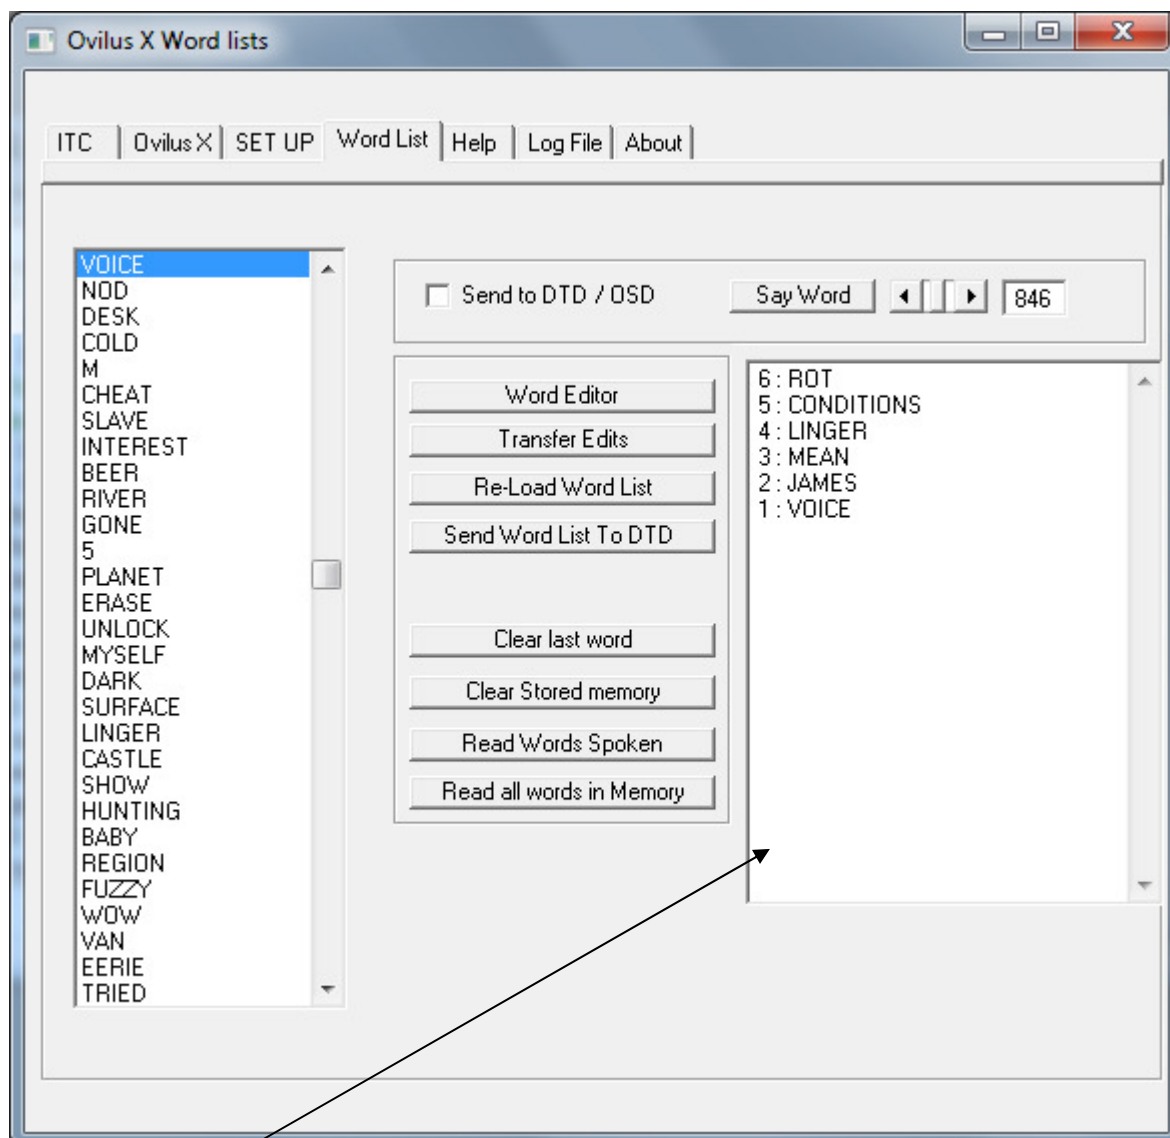 Ovilus X Word lists
ITC Ovilus X SET UP Word List Help Log File About
VOICE
NOD
DESK
COLD
M
CHEAT
SLAVE
INTEREST
BEER
RIVER
GONE
5
PLANET
ERASE
UNLOCK
MYSELF
DARK
SURFACE
LINGER
CASTLE
SHOW
HUNTING
BABY
REGION
FUZZY
WOW
VAN
EERIE
TRIED
Send to DTD / OSD Say Word 846
Word Editor
Transfer Edits
Re-Load Word List
Send Word List To DTD
Clear last word
Clear Stored memory
Read Words Spoken
Read all words in Memory
6 : ROT
5 : CONDITIONS
4 : LINGER
3 : MEAN
2 : JAMES
1 : VOICE